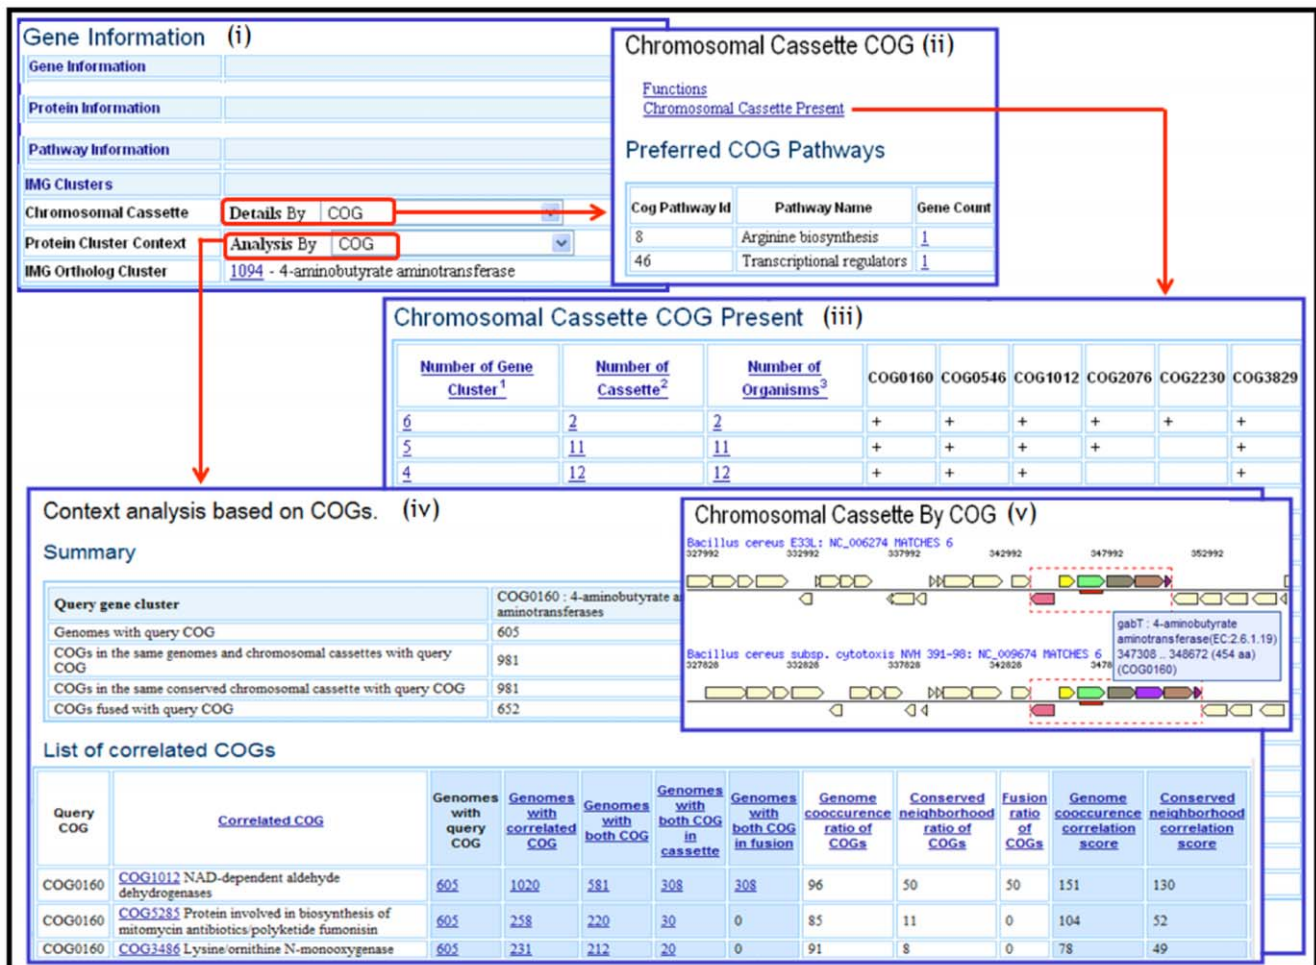 Gene Information (i)
Gene Information
Protein Information
Pathway Information
IMG Clusters
Chromosomal Cassette Details By COG
Protein Cluster Context Analysis By COG
IMG Ortholog Cluster 1094 - 4-aminobutyrate aminotransferase
Chromosomal Cassette COG (ii)
Functions
Chromosomal Cassette Present
Preferred COG Pathways
Cog Pathway Id Pathway Name Gene Count
8 Arginine biosynthesis 1
46 Transcriptional regulators 1
Chromosomal Cassette COG Present (iii)
Number of Gene Cluster1 Number of Cassette2 Number of Organisms3 COG0160 COG0546 COG1012 COG2076 COG2230 COG3829
6 2 2 + + + + + +
5 11 11 + + + + +
4 12 12 + + + +
Context analysis based on COGs. (iv)
Summary
Query gene cluster COG0160 : 4-aminobutyrate a
aminotransferases
Genomes with query COG 605
COGs in the same genomes and chromosomal cassettes with query
COG 981
COGs in the same conserved chromosomal cassette with query COG 981
COGs fused with query COG 652
Chromosomal Cassette By COG (v)
Bacillus cereus E33L: NC_006274 MATCHES 6
327992 332992 337992 342992 347992 352992
gabT : 4-aminobutyrate
aminotransferase(EC:2.6.1.19)
347308 .. 348672 (454 aa)
(COG0160)
Bacillus cereus subsp. cytotoxis NVH 391-98: NC_009674 MATCHES 6
327828 332828 337828 342828 3478
List of correlated COGs
Query COG Correlated COG Genomes with query COG Genomes with correlated COG Genomes with both COG Genomes with both COG in cassette Genomes with both COG in fusion Genome cooccurence ratio of COGs Conserved neighborhood ratio of COGs Fusion ratio of COGs Genome cooccurence correlation score Conserved neighborhood correlation score
COG0160 COG1012 NAD-dependent aldehyde
dehydrogenases 605 1020 581 308 308 96 50 50 151 130
COG0160 COG5285 Protein involved in biosynthesis of
mitomycin antibiotics/polyketide fumonisin 605 258 220 30 0 85 11 0 104 52
COG0160 COG3486 Lysine/ornithine N-monooxygenase 605 231 212 20 0 91 8 0 78 49